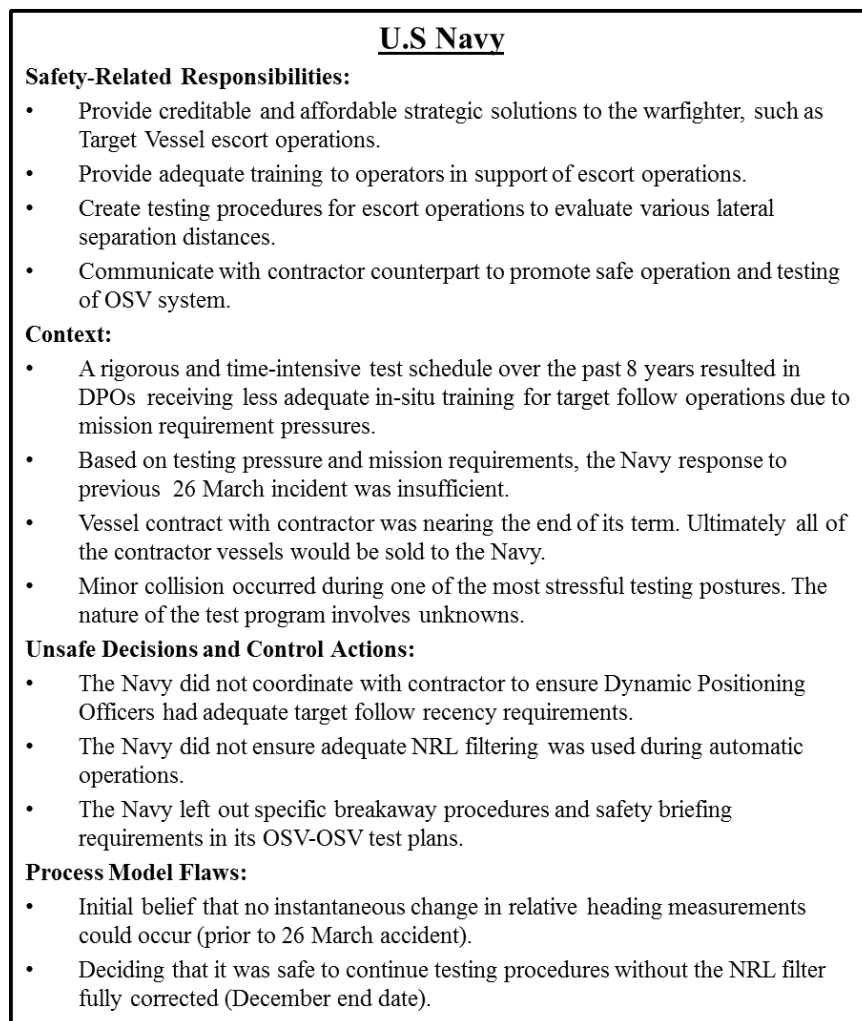 U.S Navy
Safety-Related Responsibilities:
• Provide creditable and affordable strategic solutions to the warfighter, such as
Target Vessel escort operations.
• Provide adequate training to operators in support of escort operations.
• Create testing procedures for escort operations to evaluate various lateral
separation distances.
• Communicate with contractor counterpart to promote safe operation and testing
of OSV system.
Context:
• A rigorous and time-intensive test schedule over the past 8 years resulted in
DPOs receiving less adequate in-situ training for target follow operations due to
mission requirement pressures.
• Based on testing pressure and mission requirements, the Navy response to
previous 26 March incident was insufficient.
• Vessel contract with contractor was nearing the end of its term. Ultimately all of
the contractor vessels would be sold to the Navy.
• Minor collision occurred during one of the most stressful testing postures. The
nature of the test program involves unknowns.
Unsafe Decisions and Control Actions:
• The Navy did not coordinate with contractor to ensure Dynamic Positioning
Officers had adequate target follow recency requirements.
• The Navy did not ensure adequate NRL filtering was used during automatic
operations.
• The Navy left out specific breakaway procedures and safety briefing
requirements in its OSV-OSV test plans.
Process Model Flaws:
• Initial belief that no instantaneous change in relative heading measurements
could occur (prior to 26 March accident).
• Deciding that it was safe to continue testing procedures without the NRL filter
fully corrected (December end date).